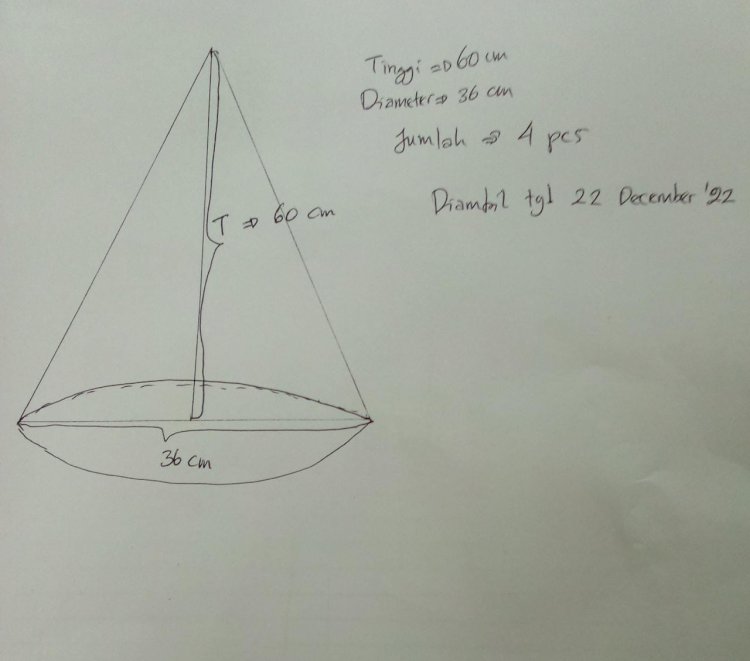 Tinggi => 60 cm
Diameter => 36 cm
Jumlah => 4 pcs
Diambil tgl 22 December '22
T => 60 cm
36 cm